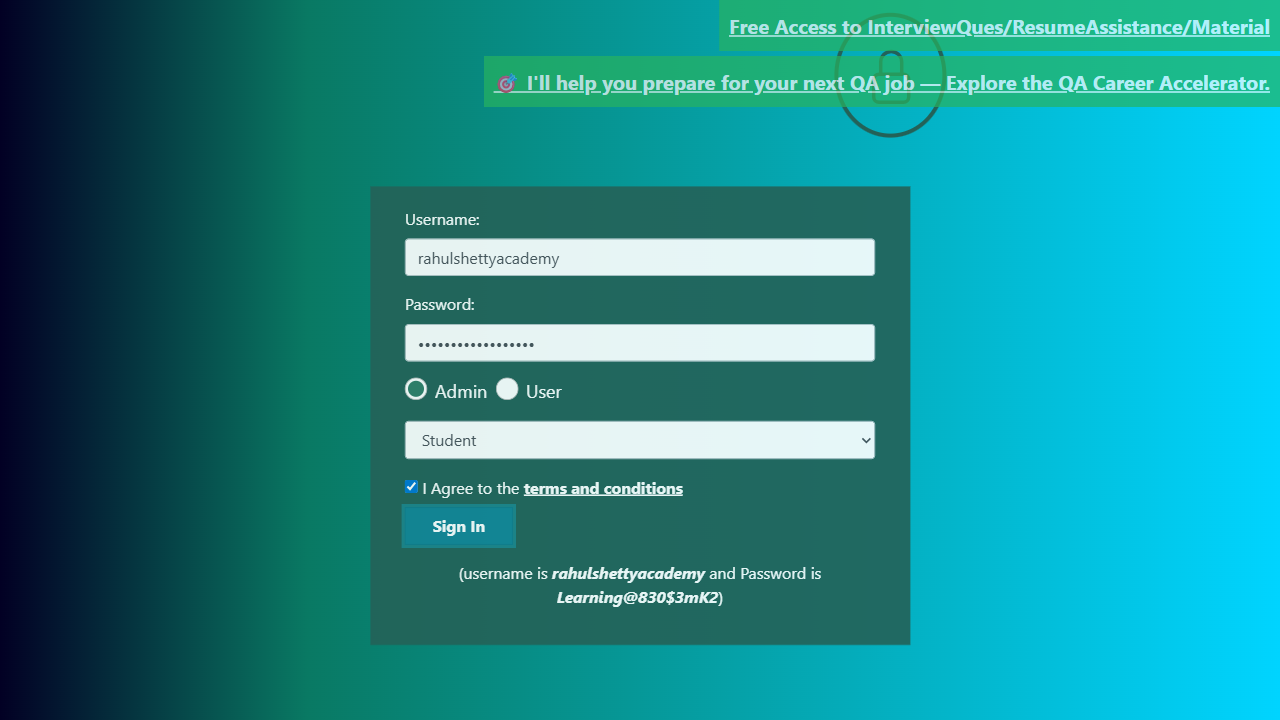 Free Access to InterviewQues/ResumeAssistance/Material
🎯 I'll help you prepare for your next QA job — Explore the QA Career Accelerator.
Username:
rahulshettyacademy
Password:
••••••••••••••••••
Admin User
Student
I Agree to the terms and conditions
Sign In
(username is rahulshettyacademy and Password is
Learning@830$3mK2)